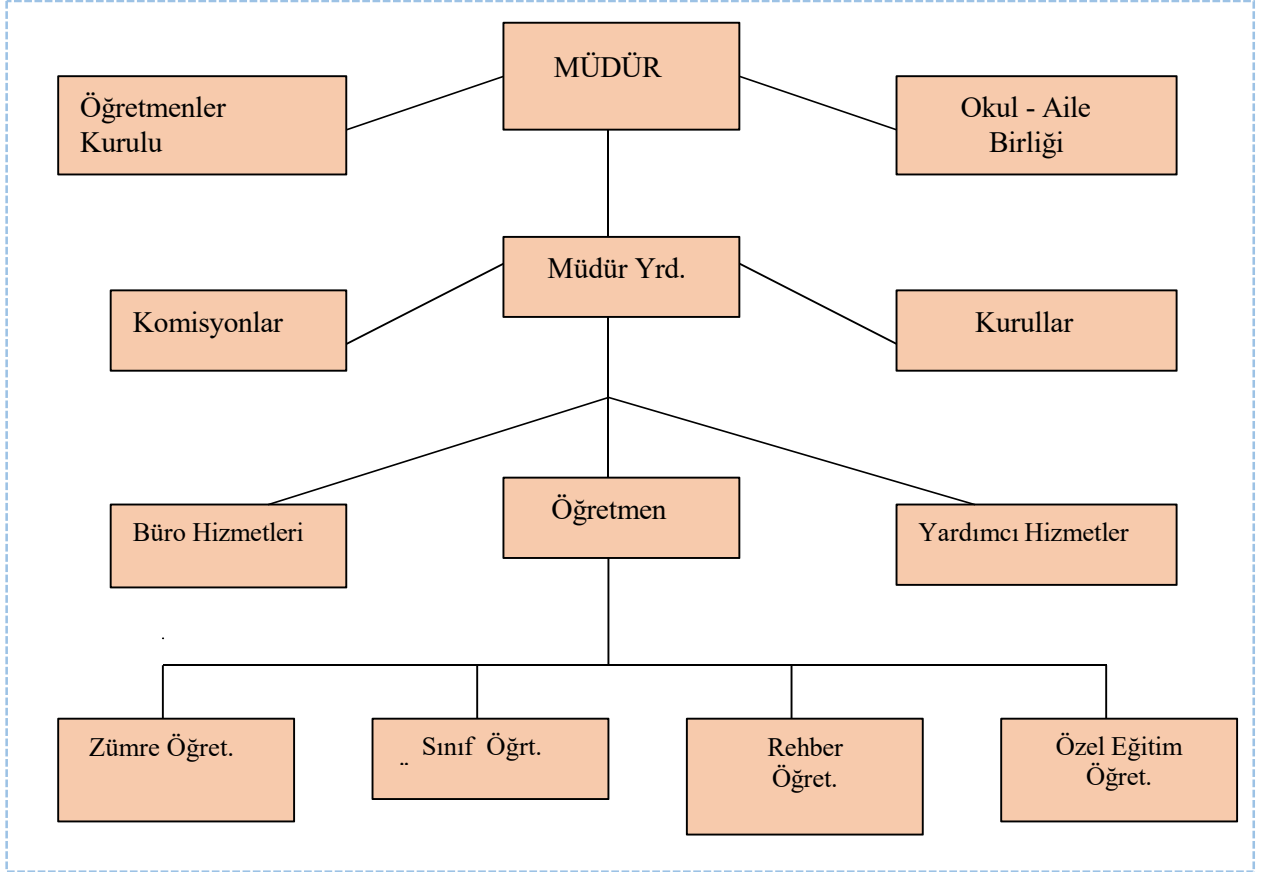 MÜDÜR
Öğretmenler
Kurulu
Okul - Aile
Birliği
Müdür Yrd.
Komisyonlar
Kurullar
Öğretmen
Büro Hizmetleri
Yardımcı Hizmetler
Zümre Öğret.
Sınıf Öğrt.
Rehber
Öğret.
Özel Eğitim
Öğret.